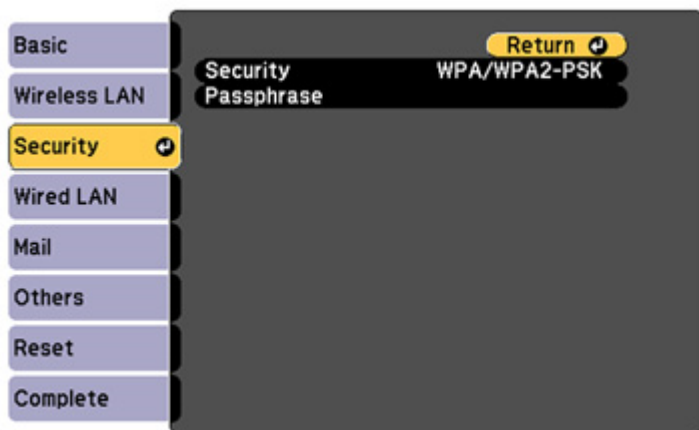 Basic
Wireless LAN
Security
Wired LAN
Mail
Others
Reset
Complete
Return
Security WPA/WPA2-PSK
Passphrase